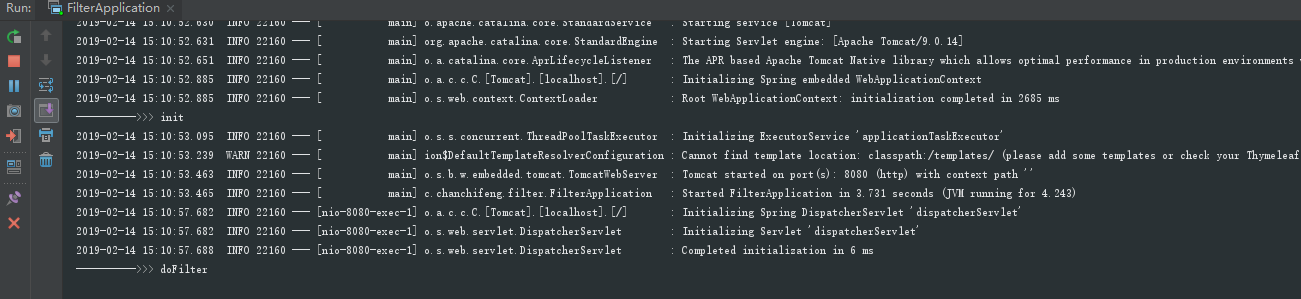 Run: FilterApplication
2019-02-14 15:10:52.630 INFO 22160 --- [ main] o.apache.catalina.core.StandardService : Starting service [Tomcat]
2019-02-14 15:10:52.631 INFO 22160 --- [ main] org.apache.catalina.core.StandardEngine : Starting Servlet engine: [Apache Tomcat/9.0.14]
2019-02-14 15:10:52.651 INFO 22160 --- [ main] o.a.catalina.core.AprLifecycleListener : The APR based Apache Tomcat Native library which allows optimal performance in production environments
2019-02-14 15:10:52.885 INFO 22160 --- [ main] o.a.c.c.C.[Tomcat].[localhost].[/] : Initializing Spring embedded WebApplicationContext
2019-02-14 15:10:52.885 INFO 22160 --- [ main] o.s.web.context.ContextLoader : Root WebApplicationContext: initialization completed in 2685 ms
---------->>> init
2019-02-14 15:10:53.095 INFO 22160 --- [ main] o.s.s.concurrent.ThreadPoolTaskExecutor : Initializing ExecutorService 'applicationTaskExecutor'
2019-02-14 15:10:53.239 WARN 22160 --- [ main] ion$DefaultTemplateResolverConfiguration : Cannot find template location: classpath:/templates/ (please add some templates or check your Thymeleaf
2019-02-14 15:10:53.463 INFO 22160 --- [ main] o.s.b.w.embedded.tomcat.TomcatWebServer : Tomcat started on port(s): 8080 (http) with context path ''
2019-02-14 15:10:53.465 INFO 22160 --- [ main] c.chanchifeng.filter.FilterApplication : Started FilterApplication in 3.731 seconds (JVM running for 4.243)
2019-02-14 15:10:57.682 INFO 22160 --- [nio-8080-exec-1] o.a.c.c.C.[Tomcat].[localhost].[/] : Initializing Spring DispatcherServlet 'dispatcherServlet'
2019-02-14 15:10:57.682 INFO 22160 --- [nio-8080-exec-1] o.s.web.servlet.DispatcherServlet : Initializing Servlet 'dispatcherServlet'
2019-02-14 15:10:57.688 INFO 22160 --- [nio-8080-exec-1] o.s.web.servlet.DispatcherServlet : Completed initialization in 6 ms
---------->>> doFilter